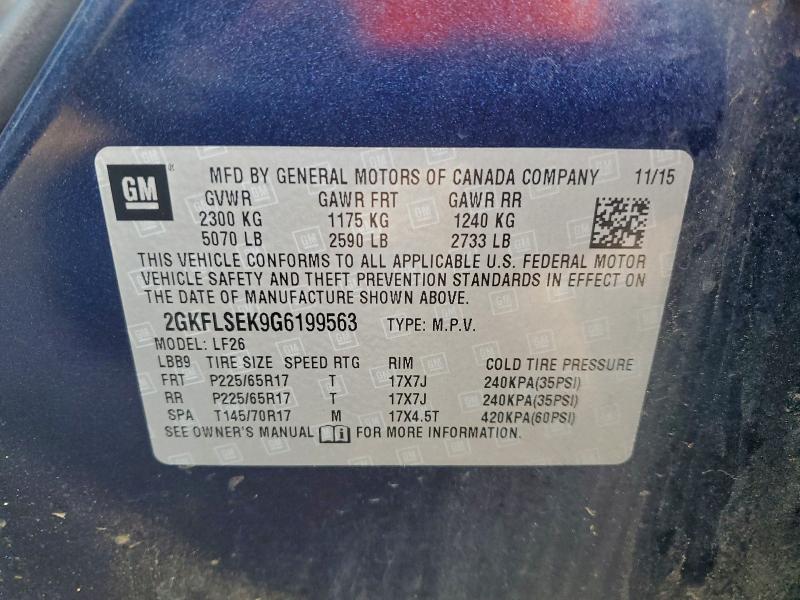 GM
MFD BY GENERAL MOTORS OF CANADA COMPANY 11/15
GVWR GAWR FRT GAWR RR
2300 KG 1175 KG 1240 KG
5070 LB 2590 LB 2733 LB
THIS VEHICLE CONFORMS TO ALL APPLICABLE U.S. FEDERAL MOTOR
VEHICLE SAFETY AND THEFT PREVENTION STANDARDS IN EFFECT ON
THE DATE OF MANUFACTURE SHOWN ABOVE.
2GKFLSEK9G6199563 TYPE: M.P.V.
MODEL: LF26
LBB9 TIRE SIZE SPEED RTG RIM COLD TIRE PRESSURE
FRT P225/65R17 T 17X7J 240KPA(35PSI)
RR P225/65R17 T 17X7J 240KPA(35PSI)
SPA T145/70R17 M 17X4.5T 420KPA(60PSI)
SEE OWNER'S MANUAL FOR MORE INFORMATION.